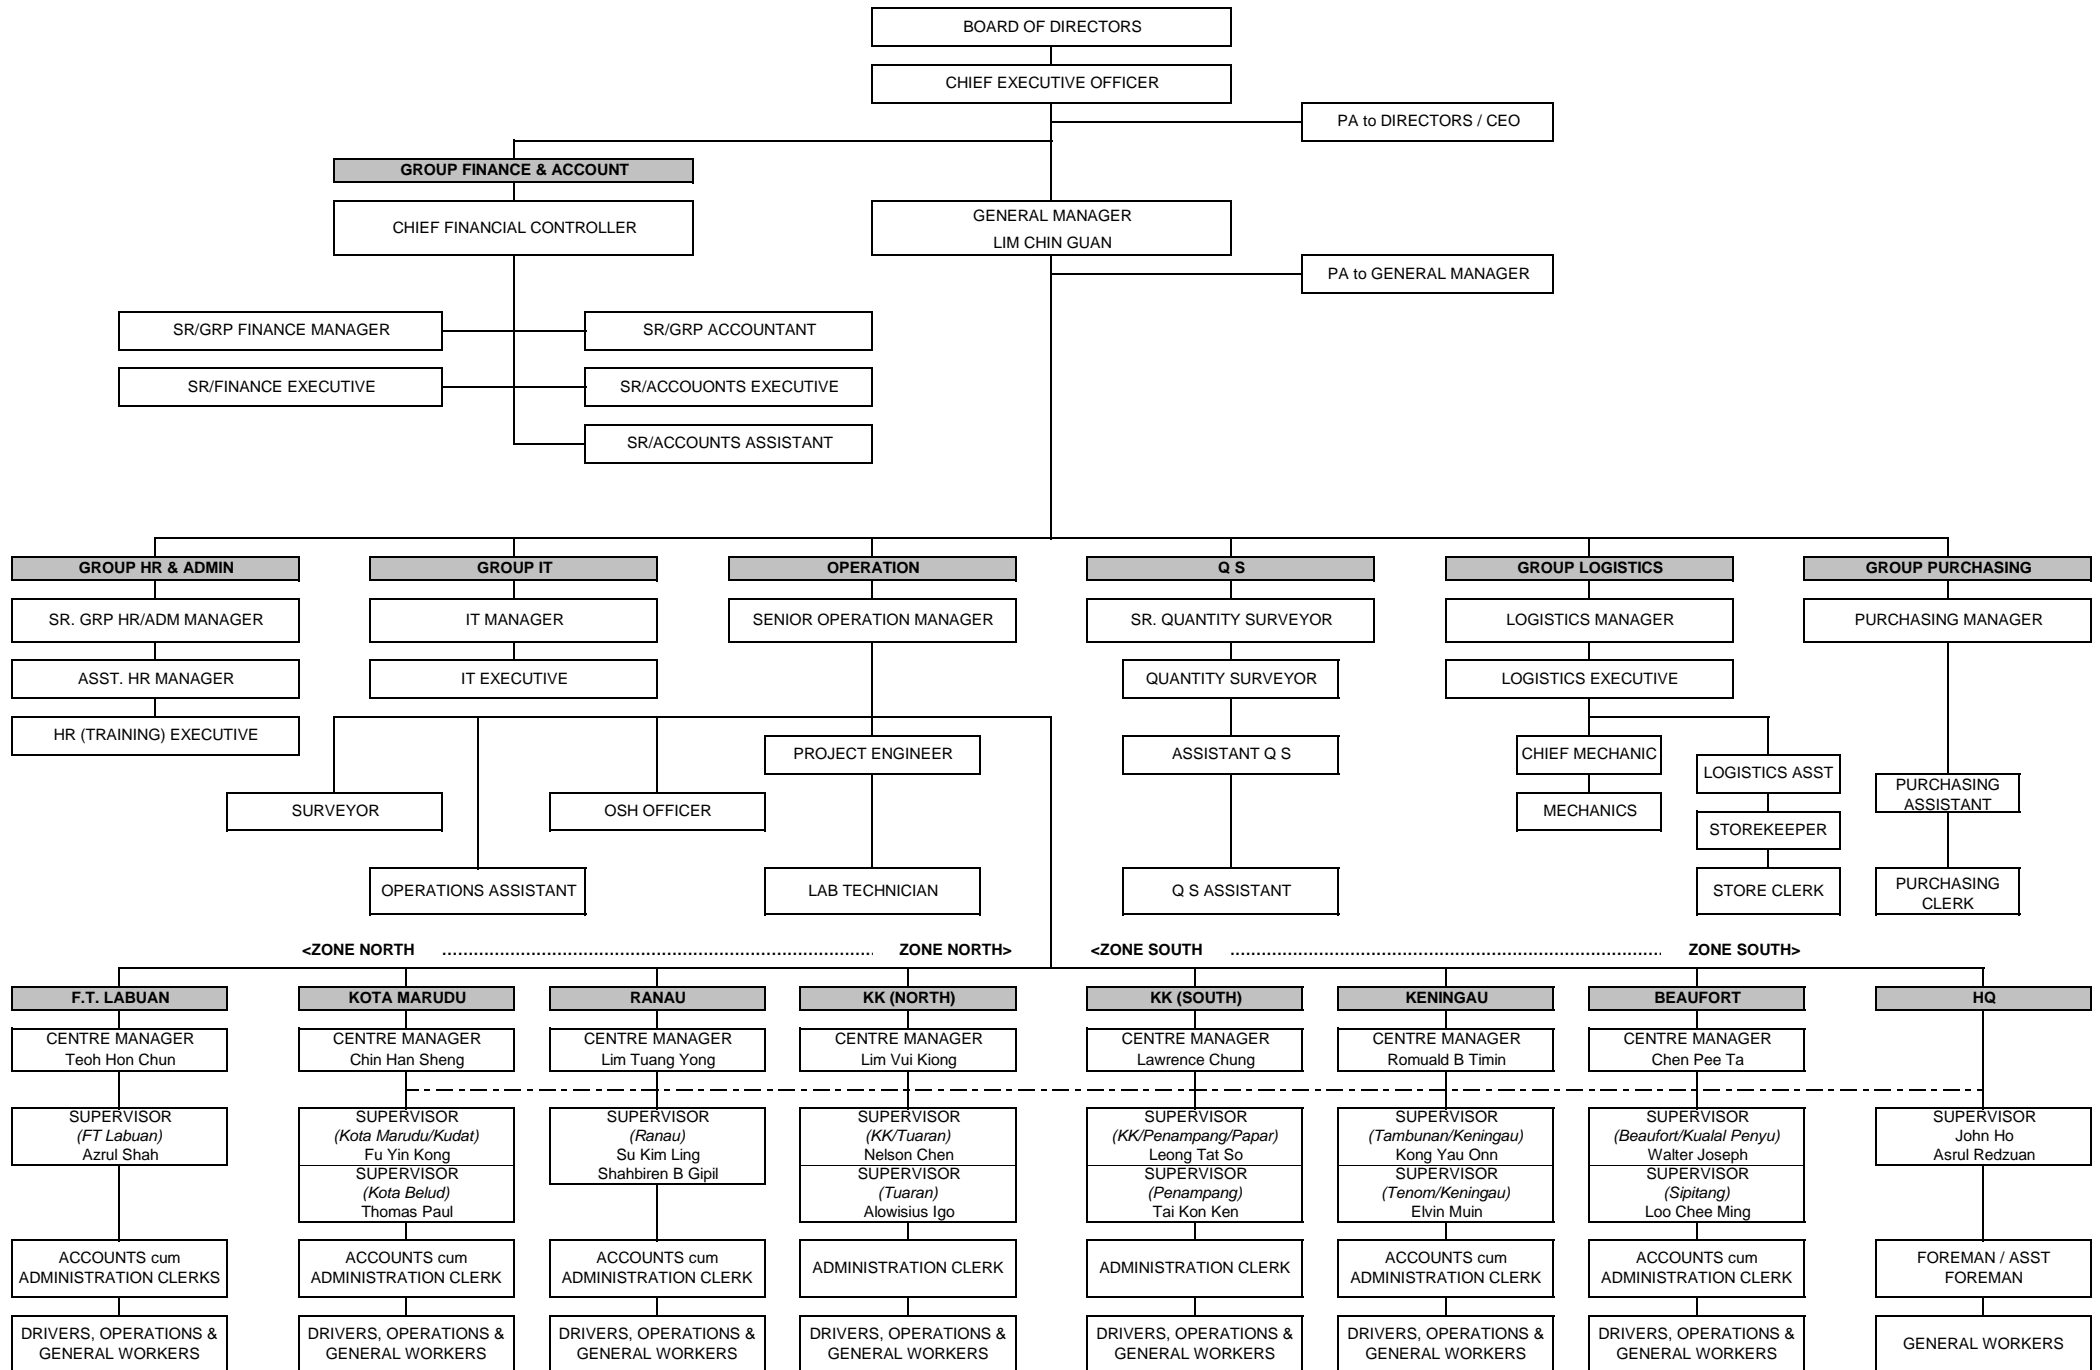 BOARD OF DIRECTORS
CHIEF EXECUTIVE OFFICER
PA to DIRECTORS / CEO
GROUP FINANCE & ACCOUNT
CHIEF FINANCIAL CONTROLLER
GENERAL MANAGER
LIM CHIN GUAN
PA to GENERAL MANAGER
SR/GRP FINANCE MANAGER
SR/GRP ACCOUNTANT
SR/FINANCE EXECUTIVE
SR/ACCOUONTS EXECUTIVE
SR/ACCOUNTS ASSISTANT
GROUP HR & ADMIN
SR. GRP HR/ADM MANAGER
ASST. HR MANAGER
HR (TRAINING) EXECUTIVE
GROUP IT
IT MANAGER
IT EXECUTIVE
OPERATION
SENIOR OPERATION MANAGER
SURVEYOR
OPERATIONS ASSISTANT
OSH OFFICER
PROJECT ENGINEER
LAB TECHNICIAN
Q S
SR. QUANTITY SURVEYOR
QUANTITY SURVEYOR
ASSISTANT Q S
Q S ASSISTANT
GROUP LOGISTICS
LOGISTICS MANAGER
LOGISTICS EXECUTIVE
CHIEF MECHANIC
MECHANICS
LOGISTICS ASST
STOREKEEPER
STORE CLERK
GROUP PURCHASING
PURCHASING MANAGER
PURCHASING
ASSISTANT
PURCHASING
CLERK
<ZONE NORTH ........ ZONE NORTH>
<ZONE SOUTH ........ ZONE SOUTH>
F.T. LABUAN
CENTRE MANAGER
Teoh Hon Chun
SUPERVISOR
(FT Labuan)
Azrul Shah
ACCOUNTS cum
ADMINISTRATION CLERKS
DRIVERS, OPERATIONS &
GENERAL WORKERS
KOTA MARUDU
CENTRE MANAGER
Chin Han Sheng
SUPERVISOR
(Kota Marudu/Kudat)
Fu Yin Kong
SUPERVISOR
(Kota Belud)
Thomas Paul
ACCOUNTS cum
ADMINISTRATION CLERK
DRIVERS, OPERATIONS &
GENERAL WORKERS
RANAU
CENTRE MANAGER
Lim Tuang Yong
SUPERVISOR
(Ranau)
Su Kim Ling
Shahbiren B Gipil
ACCOUNTS cum
ADMINISTRATION CLERK
DRIVERS, OPERATIONS &
GENERAL WORKERS
KK (NORTH)
CENTRE MANAGER
Lim Vui Kiong
SUPERVISOR
(KK/Tuaran)
Nelson Chen
SUPERVISOR
(Tuaran)
Alowisius Igo
ADMINISTRATION CLERK
DRIVERS, OPERATIONS &
GENERAL WORKERS
KK (SOUTH)
CENTRE MANAGER
Lawrence Chung
SUPERVISOR
(KK/Penampang/Papar)
Leong Tat So
SUPERVISOR
(Penampang)
Tai Kon Ken
ADMINISTRATION CLERK
DRIVERS, OPERATIONS &
GENERAL WORKERS
KENINGAU
CENTRE MANAGER
Romuald B Timin
SUPERVISOR
(Tambunan/Keningau)
Kong Yau Onn
SUPERVISOR
(Tenom/Keningau)
Elvin Muin
ACCOUNTS cum
ADMINISTRATION CLERK
DRIVERS, OPERATIONS &
GENERAL WORKERS
BEAUFORT
CENTRE MANAGER
Chen Pee Ta
SUPERVISOR
(Beaufort/Kualal Penyu)
Walter Joseph
SUPERVISOR
(Sipitang)
Loo Chee Ming
ACCOUNTS cum
ADMINISTRATION CLERK
DRIVERS, OPERATIONS &
GENERAL WORKERS
HQ
SUPERVISOR
John Ho
Asrul Redzuan
FOREMAN / ASST
FOREMAN
GENERAL WORKERS